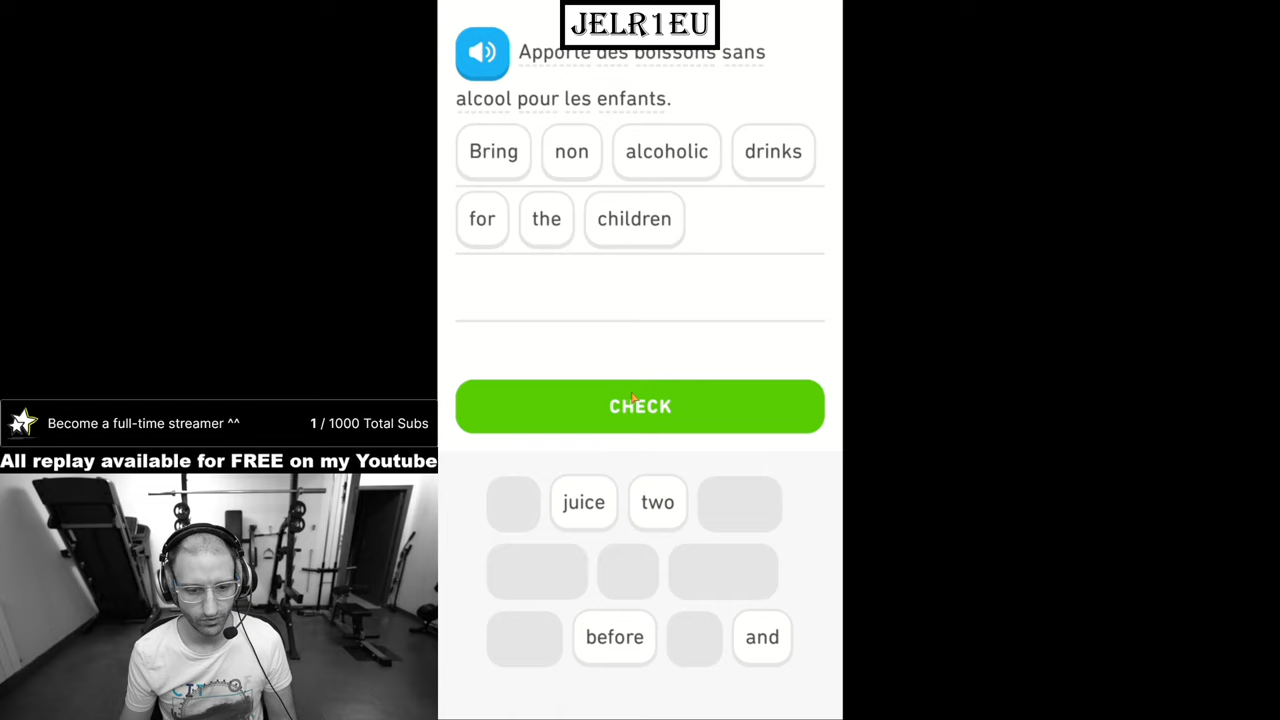 JELR1EU
Apporte des boissons sans
alcool pour les enfants.
Bring non alcoholic drinks
for the children
CHECK
juice two
before and
Become a full-time streamer ^^ 1 / 1000 Total Subs
All replay available for FREE on my Youtube